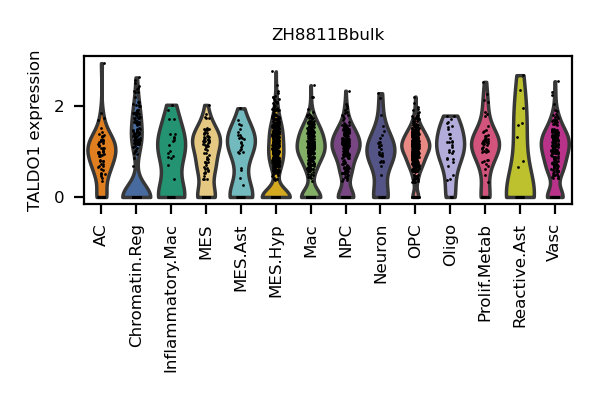 ZH8811Bbulk
TALDO1 expression
2
0
AC
Chromatin.Reg
Inflammatory.Mac
MES
MES.Ast
MES.Hyp
Mac
NPC
Neuron
OPC
Oligo
Prolif.Metab
Reactive.Ast
Vasc